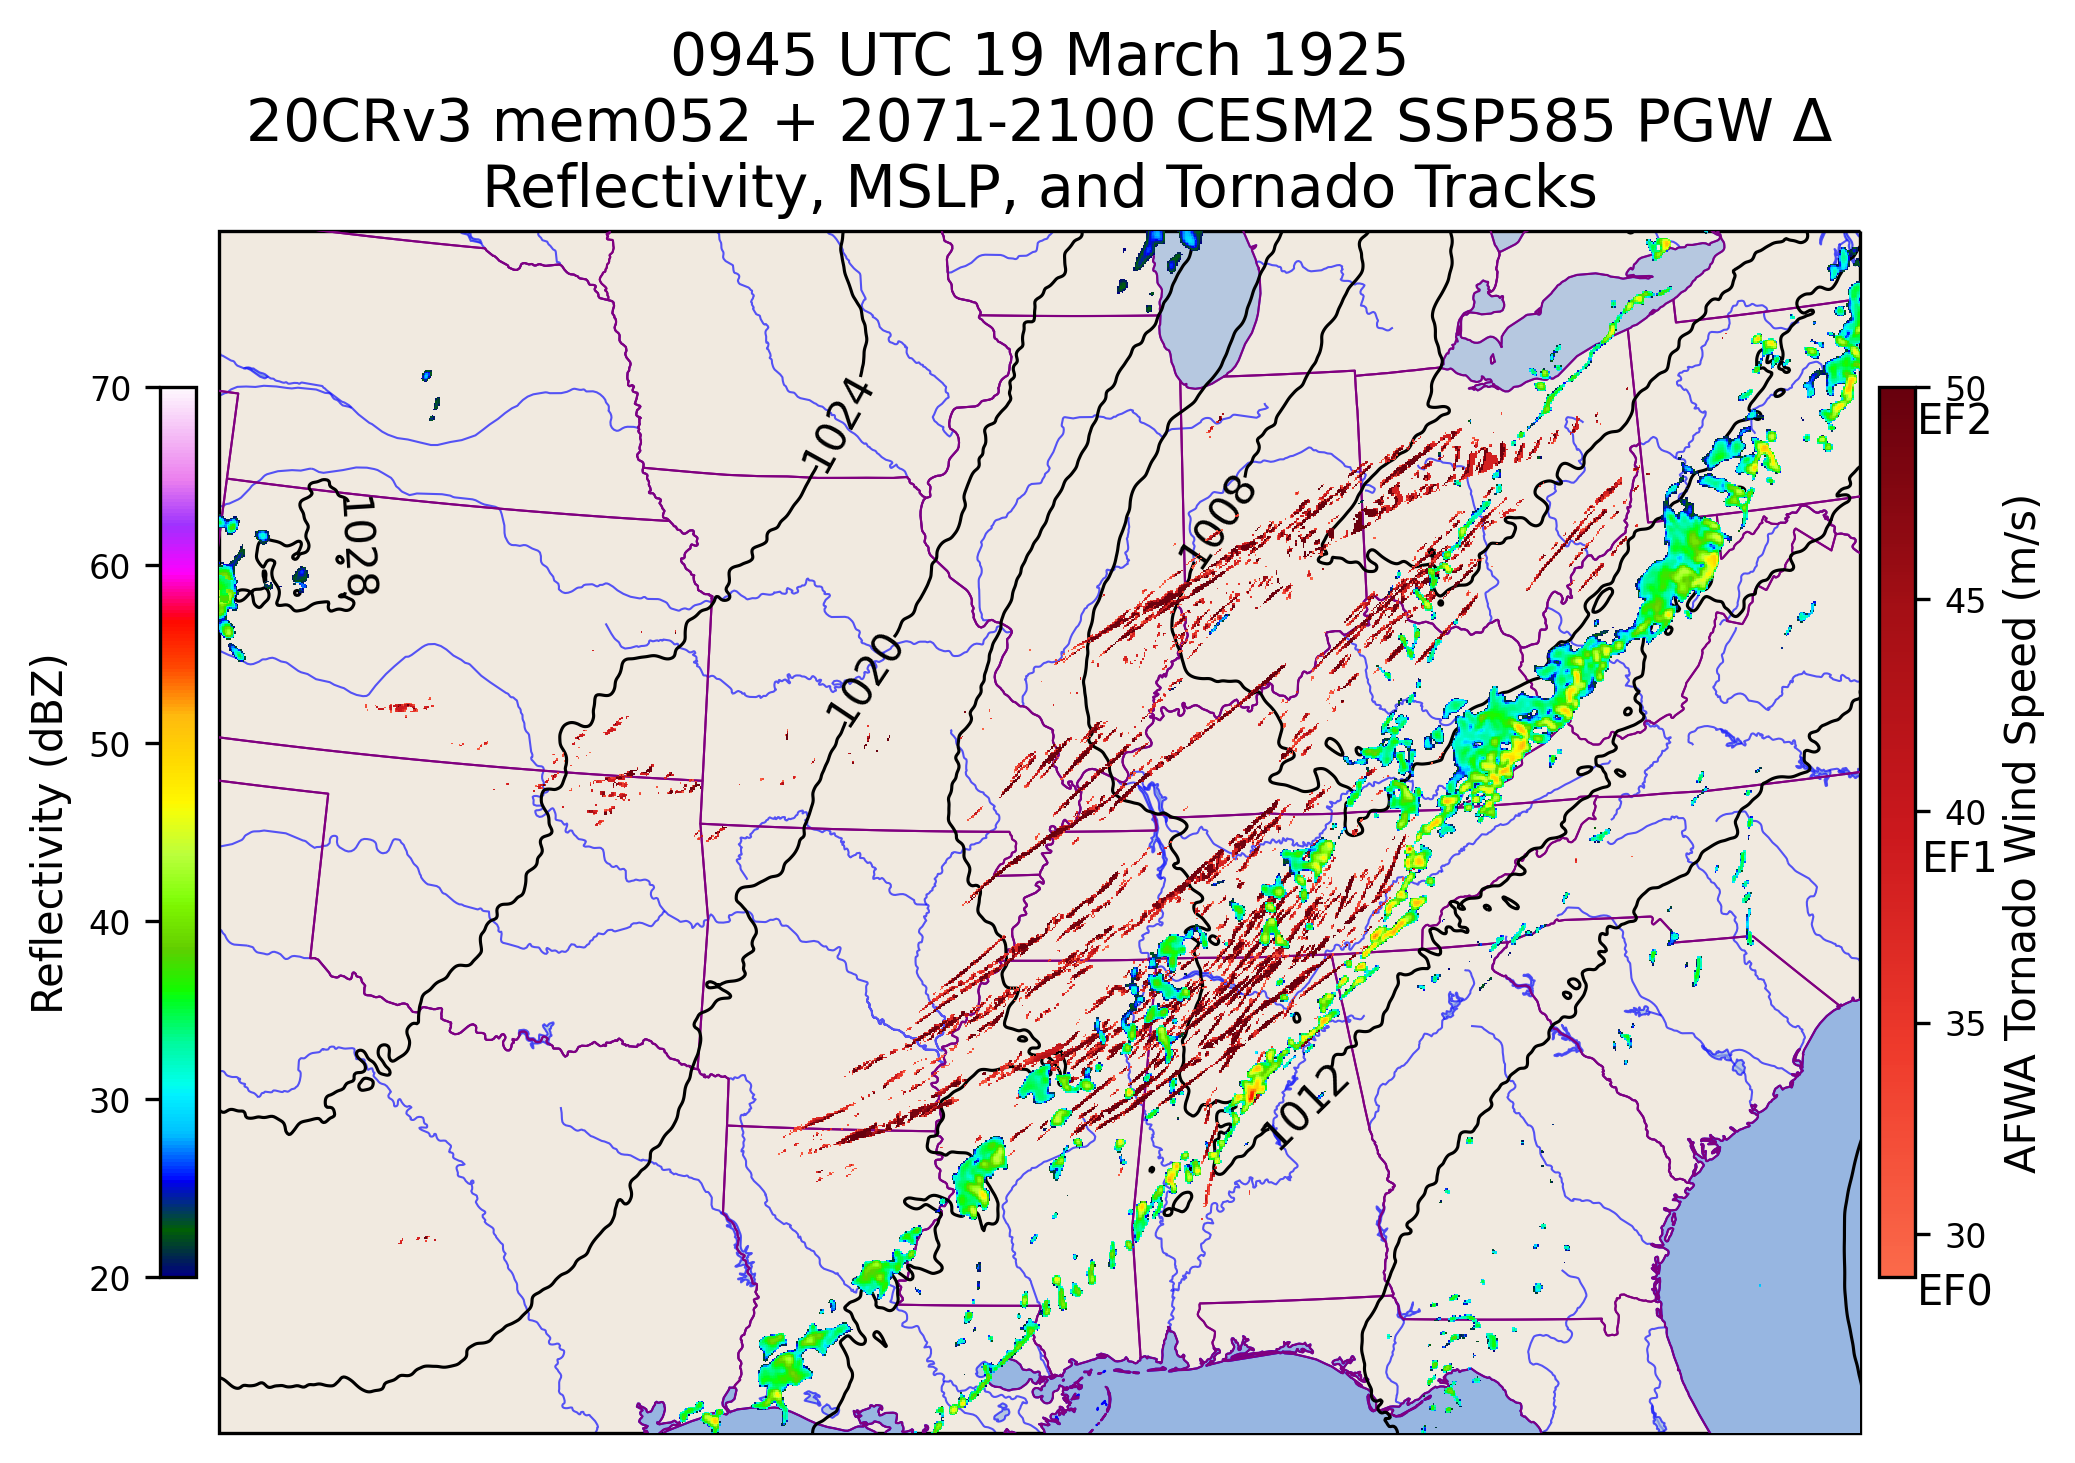 0945 UTC 19 March 1925
20CRv3 mem052 + 2071-2100 CESM2 SSP585 PGW Δ
Reflectivity, MSLP, and Tornado Tracks
Reflectivity (dBZ)
70
60
50
40
30
20
1024
1028
1008
1020
1012
50
EF2
45
40
EF1
35
30
EF0
AFWA Tornado Wind Speed (m/s)